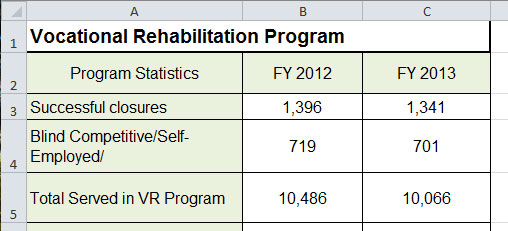 A B C
1 Vocational Rehabilitation Program
2 Program Statistics FY 2012 FY 2013
3 Successful closures 1,396 1,341
Blind Competitive/Self-
4 Employed/ 719 701
5 Total Served in VR Program 10,486 10,066